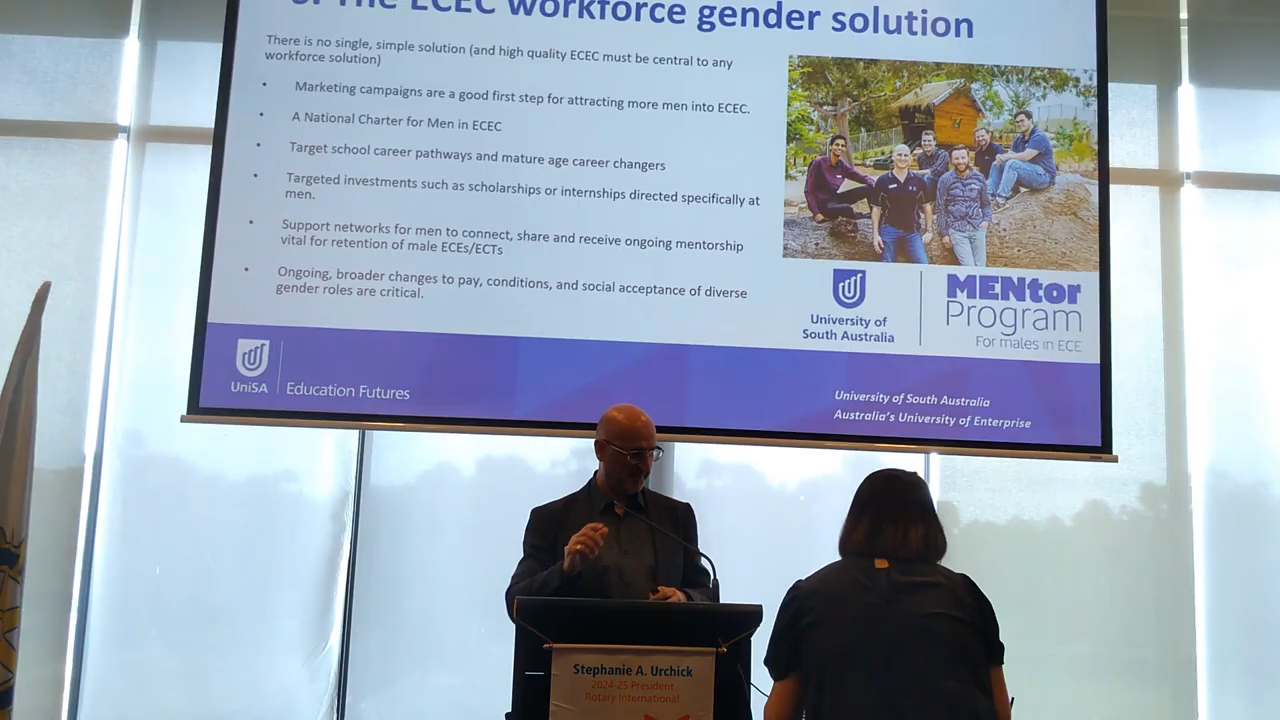 The ECEC workforce gender solution
There is no single, simple solution (and high quality ECEC must be central to any
workforce solution)
• Marketing campaigns are a good first step for attracting more men into ECEC.
• A National Charter for Men in ECEC
• Target school career pathways and mature age career changers
• Targeted investments such as scholarships or internships directed specifically at
men.
• Support networks for men to connect, share and receive ongoing mentorship
vital for retention of male ECEs/ECTs
• Ongoing, broader changes to pay, conditions, and social acceptance of diverse
gender roles are critical.
University of
South Australia
MENtor
Program
For males in ECE
UniSA
Education Futures
University of South Australia
Australia's University of Enterprise
Stephanie A. Urchick
2024-25 President
Rotary International